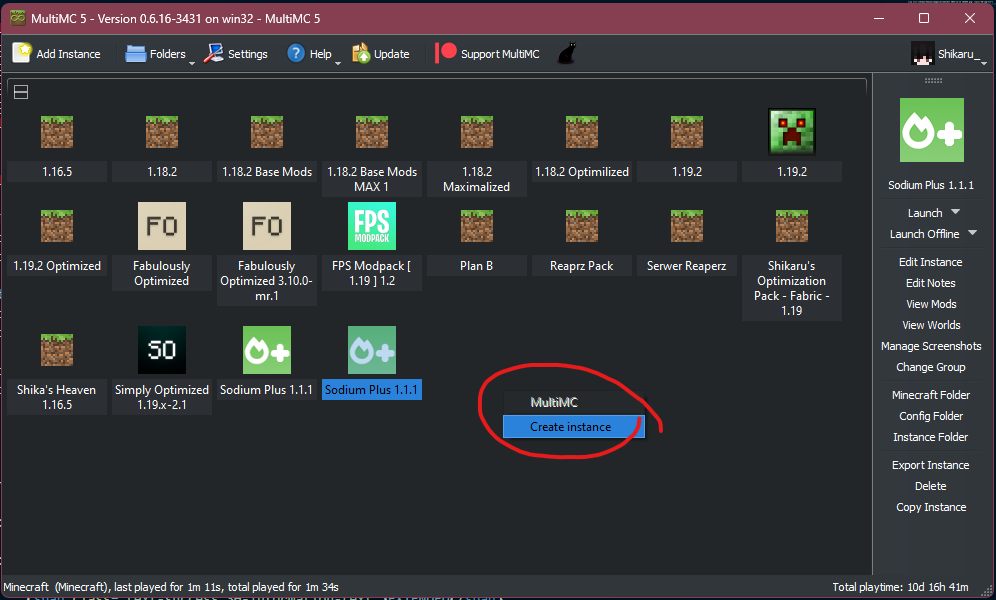 MultiMC 5 - Version 0.6.16-3431 on win32 - MultiMC 5
Add Instance
Folders
Settings
Help
Update
Support MultiMC
Shikaru_
1.16.5
1.18.2
1.18.2 Base Mods
1.18.2 Base Mods
MAX 1
1.18.2
Maximalized
1.18.2 Optimilized
1.19.2
1.19.2
FO
FO
FPS
MODPACK
1.19.2 Optimized
Fabulously
Optimized
Fabulously
Optimized 3.10.0-
mr.1
FPS Modpack [
1.19 ] 1.2
Plan B
Reaprz Pack
Serwer Reaperz
Shikaru's
Optimization
Pack - Fabric -
1.19
SO
Shika's Heaven
1.16.5
Simply Optimized
1.19.x-2.1
Sodium Plus 1.1.1
Sodium Plus 1.1.1
MultiMC
Create instance
Sodium Plus 1.1.1
Launch
Launch Offline
Edit Instance
Edit Notes
View Mods
View Worlds
Manage Screenshots
Change Group
Minecraft Folder
Config Folder
Instance Folder
Export Instance
Delete
Copy Instance
Minecraft (Minecraft), last played for 1m 11s, total played for 1m 34s
Total playtime: 10d 16h 41m